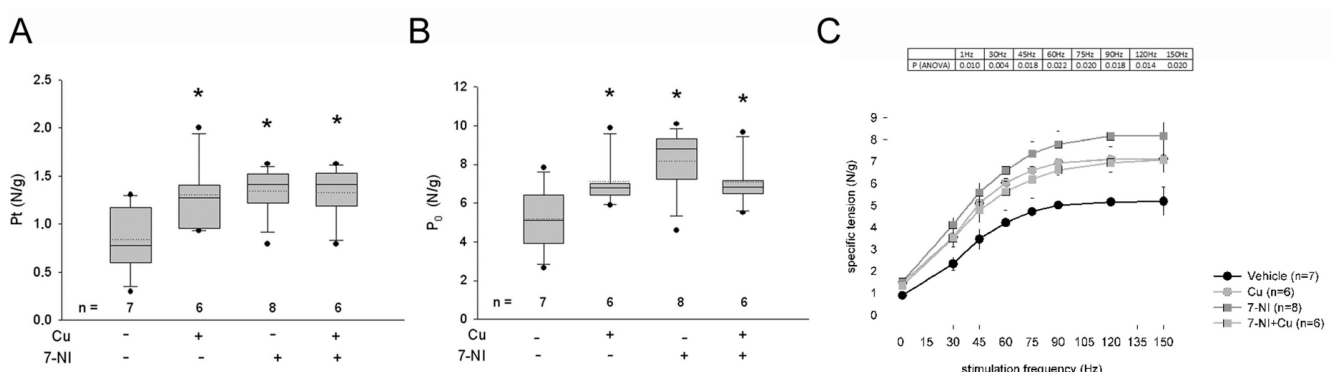 A
B
C
1Hz 30Hz 45Hz 60Hz 75Hz 90Hz 120Hz 150Hz
P (ANOVA) 0.010 0.004 0.018 0.022 0.020 0.018 0.014 0.020
Pt (N/g)
2.5
2.0
1.5
1.0
0.5
0.0
* * *
n = 7 6 8 6
Cu - + - +
7-NI - - + +
P0 (N/g)
12
10
8
6
4
2
0
* * *
7 6 8 6
- + - +
- - + +
specific tension (N/g)
9
8
7
6
5
4
3
2
1
0
0 15 30 45 60 75 90 105 120 135 150
stimulation frequency (Hz)
Vehicle (n=7)
Cu (n=6)
7-NI (n=8)
7-NI+Cu (n=6)